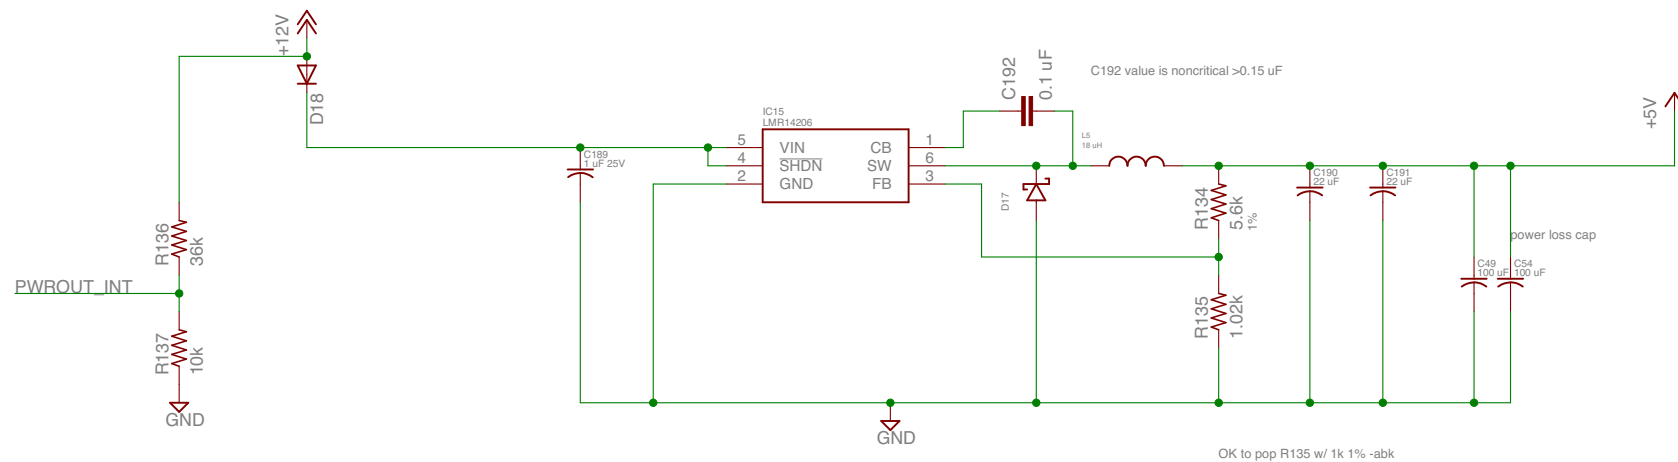 +12V
D18
R136
36k
PWROUT_INT
R137
10k
GND
C189
1 uF 25V
IC15
LMR14206
5
4
2
VIN
SHDN
GND
CB
SW
FB
1
6
3
C192
0.1 uF
C192 value is noncritical >0.15 uF
L5
18 uH
D17
R134
5.6k
1%
R135
1.02k
C190
22 uF
C191
22 uF
power loss cap
C49
100 uF
C54
100 uF
+5V
GND
OK to pop R135 w/ 1k 1% -abk